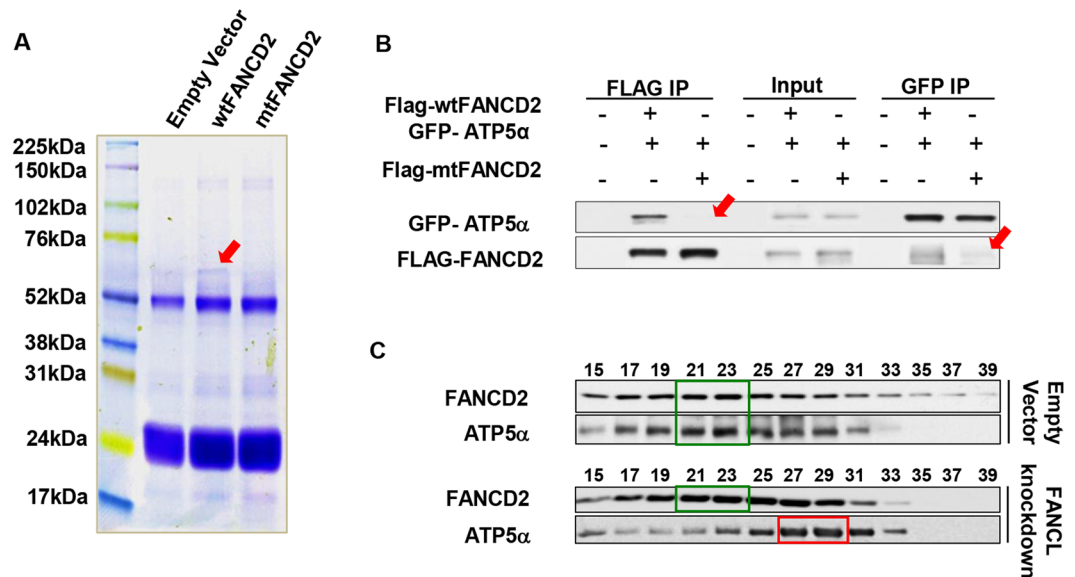 A
Empty Vector
wtFANCD2
mtFANCD2
225kDa
150kDa
102kDa
76kDa
52kDa
38kDa
31kDa
24kDa
17kDa
B
FLAG IP Input GFP IP
Flag-wtFANCD2 - + - - + - - + -
GFP- ATP5α - + + - + + - + +
Flag-mtFANCD2 - - + - - + - - +
GFP- ATP5α
FLAG-FANCD2
C
15 17 19 21 23 25 27 29 31 33 35 37 39
FANCD2
ATP5α
Empty
Vector
15 17 19 21 23 25 27 29 31 33 35 37 39
FANCD2
ATP5α
FANCL
knockdown